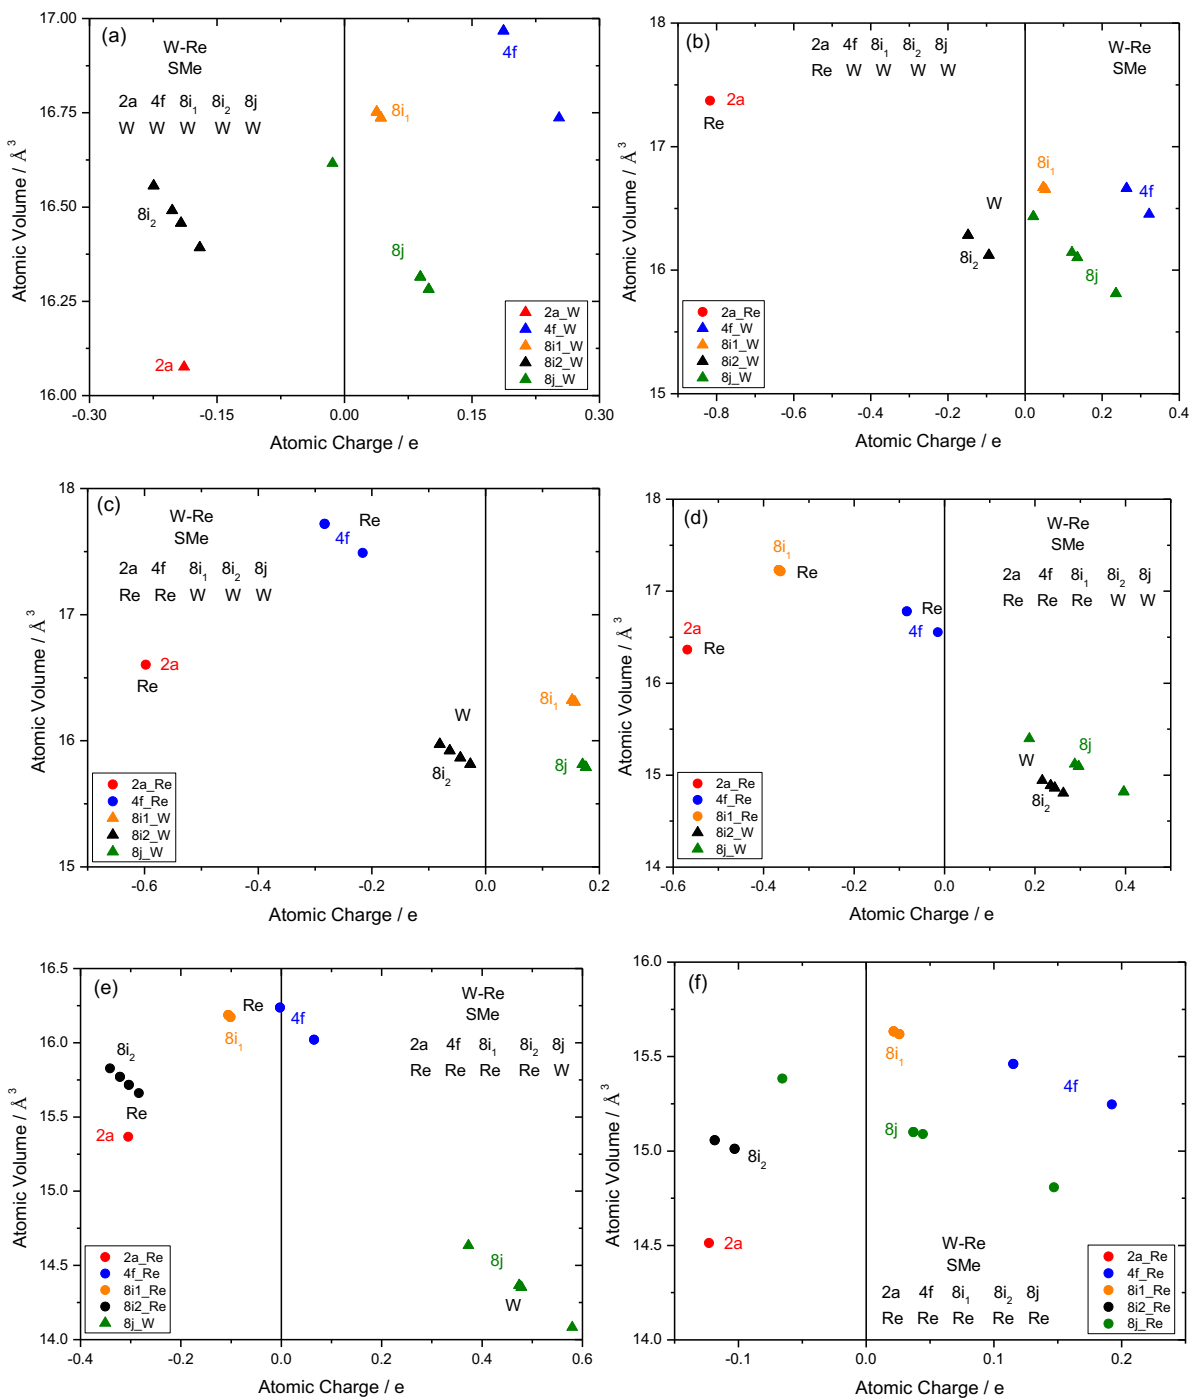 (a)
W-Re
SMe
2a 4f 8i₁ 8i₂ 8j
W W W W W
4f
8i₁
8i₂
8j
2a
2a_W
4f_W
8i1_W
8i2_W
8j_W
17.00
16.75
16.50
16.25
16.00
-0.30 -0.15 0.00 0.15 0.30
Atomic Volume / Å³
Atomic Charge / e
(b)
2a 4f 8i₁ 8i₂ 8j
Re W W W W
W-Re
SMe
2a
Re
8i₁
4f
W
8i₂
8j
2a_Re
4f_W
8i1_W
8i2_W
8j_W
18
17
16
15
-0.8 -0.6 -0.4 -0.2 0.0 0.2 0.4
Atomic Volume / Å³
Atomic Charge / e
(c)
W-Re
SMe
2a 4f 8i₁ 8i₂ 8j
Re Re W W W
Re
4f
2a
Re
8i₁
W
8i₂
8j
2a_Re
4f_Re
8i1_W
8i2_W
8j_W
18
17
16
15
-0.6 -0.4 -0.2 0.0 0.2
Atomic Volume / Å³
Atomic Charge / e
(d)
W-Re
SMe
2a 4f 8i₁ 8i₂ 8j
Re Re Re W W
8i₁
Re
Re
4f
2a
Re
8j
W
8i₂
2a_Re
4f_Re
8i1_Re
8i2_W
8j_W
18
17
16
15
14
-0.6 -0.4 -0.2 0.0 0.2 0.4
Atomic Volume / Å³
Atomic Charge / e
(e)
W-Re
SMe
2a 4f 8i₁ 8i₂ 8j
Re Re Re Re W
Re
4f
8i₁
8i₂
Re
2a
8j
W
2a_Re
4f_Re
8i1_Re
8i2_Re
8j_W
16.5
16.0
15.5
15.0
14.5
14.0
-0.4 -0.2 0.0 0.2 0.4 0.6
Atomic Volume / Å³
Atomic Charge / e
(f)
8i₁
4f
8j
8i₂
2a
W-Re
SMe
2a 4f 8i₁ 8i₂ 8j
Re Re Re Re Re
2a_Re
4f_Re
8i1_Re
8i2_Re
8j_Re
16.0
15.5
15.0
14.5
14.0
-0.1 0.0 0.1 0.2
Atomic Volume / Å³
Atomic Charge / e